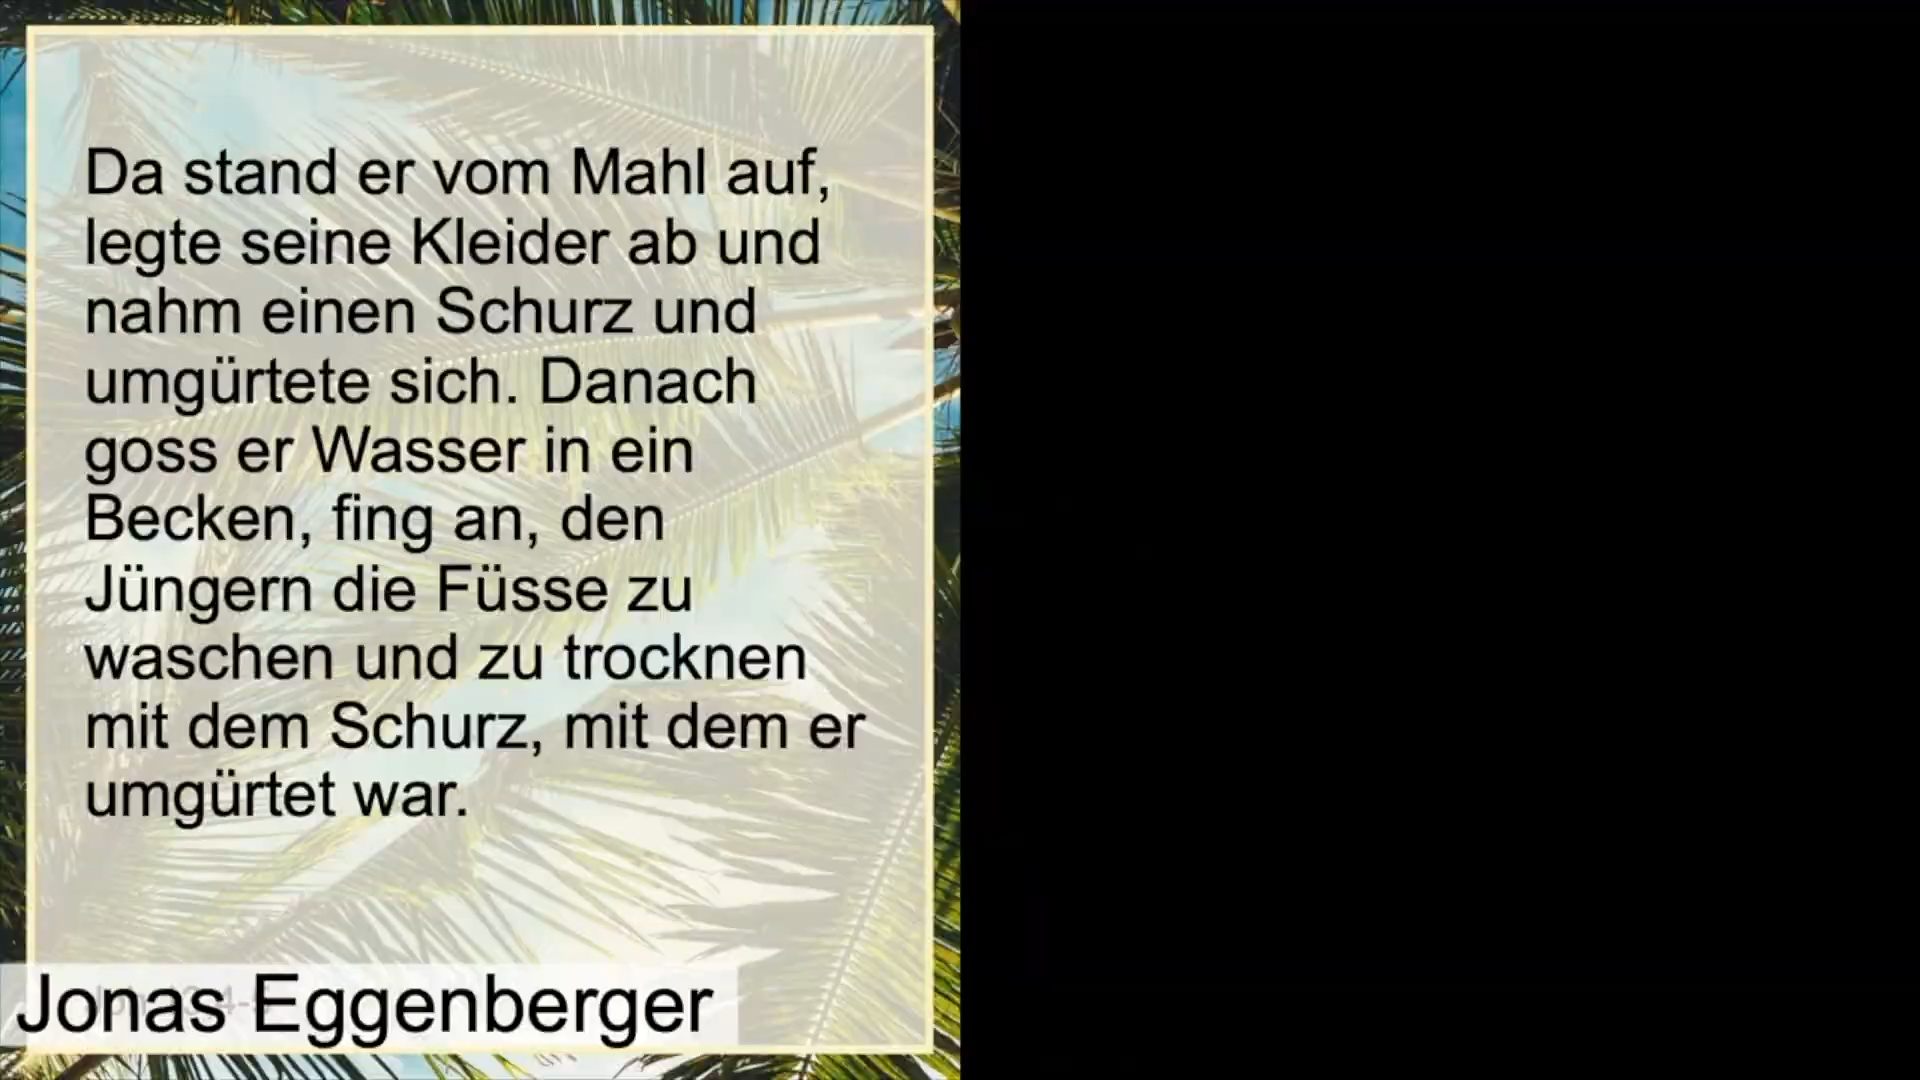 Da stand er vom Mahl auf,
legte seine Kleider ab und
nahm einen Schurz und
umgürtete sich. Danach
goss er Wasser in ein
Becken, fing an, den
Jüngern die Füsse zu
waschen und zu trocknen
mit dem Schurz, mit dem er
umgürtet war.
Jonas Eggenberger